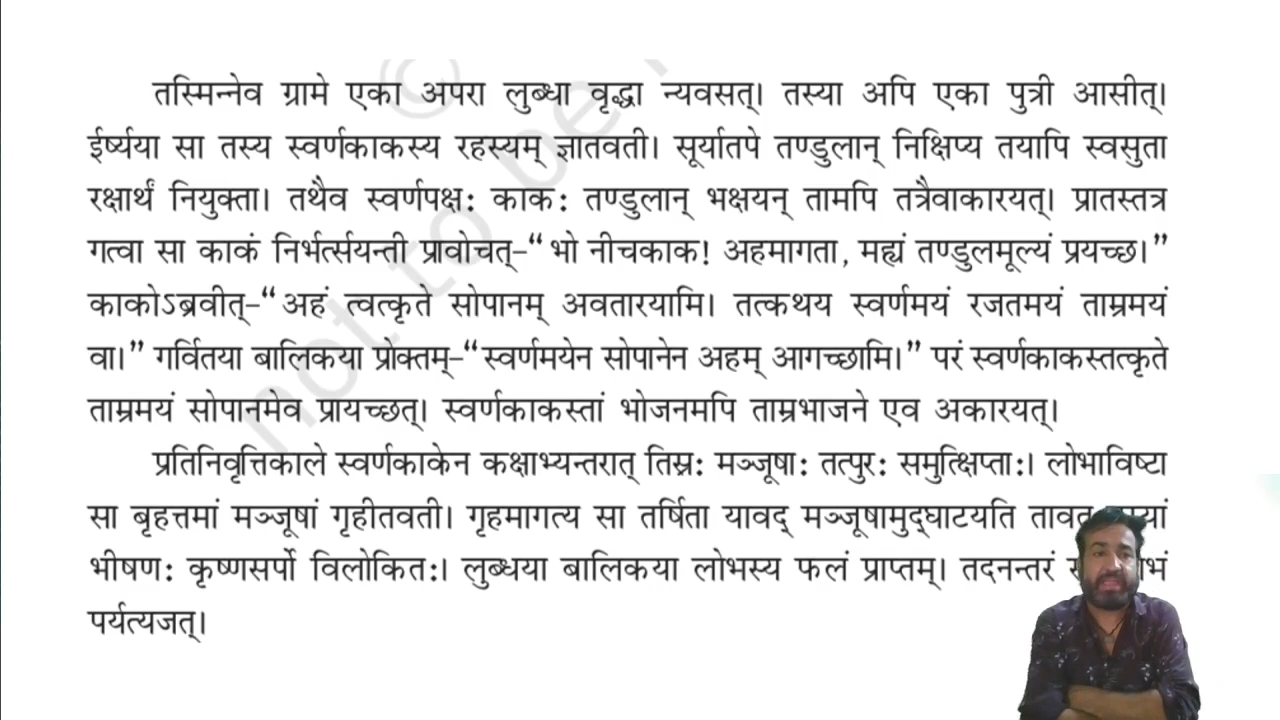 तस्मिन्नेव ग्रामे एका अपरा लुब्धा वृद्धा न्यवसत्। तस्या अपि एका पुत्री आसीत्।
ईर्ष्यया सा तस्य स्वर्णकाकस्य रहस्यम् ज्ञातवती। सूर्यातपे तण्डुलान् निक्षिप्य तयापि स्वसुता
रक्षार्थं नियुक्ता। तथैव स्वर्णपक्षः काकः तण्डुलान् भक्षयन् तामपि तत्रैवाकारयत्। प्रातस्तत्र
गत्वा सा काकं निर्भर्त्सयन्ती प्रावोचत्-“भो नीचकाक! अहमागता, मह्यं तण्डुलमूल्यं प्रयच्छ।”
काकोऽब्रवीत्-“अहं त्वत्कृते सोपानम् अवतारयामि। तत्कथय स्वर्णमयं रजतमयं ताम्रमयं
वा।” गर्वितया बालिकया प्रोक्तम्-“स्वर्णमयेन सोपानेन अहम् आगच्छामि।” परं स्वर्णकाकस्तत्कृते
ताम्रमयं सोपानमेव प्रायच्छत्। स्वर्णकाकस्तां भोजनमपि ताम्रभाजने एव अकारयत्।
प्रतिनिवृत्तिकाले स्वर्णकाकेन कक्षाभ्यन्तरात् तिस्रः मञ्जूषाः तत्पुरः समुत्क्षिप्ताः। लोभाविष्टा
सा बृहत्तमां मञ्जूषां गृहीतवती। गृहमागत्य सा तर्षिता यावद् मञ्जूषामुद्घाटयति
भीषणः कृष्णसर्पो विलोकितः। लुब्धया बालिकया लोभस्य फलं प्राप्तम्। तदनन्तरं
पर्यत्यजत्।
© not to be